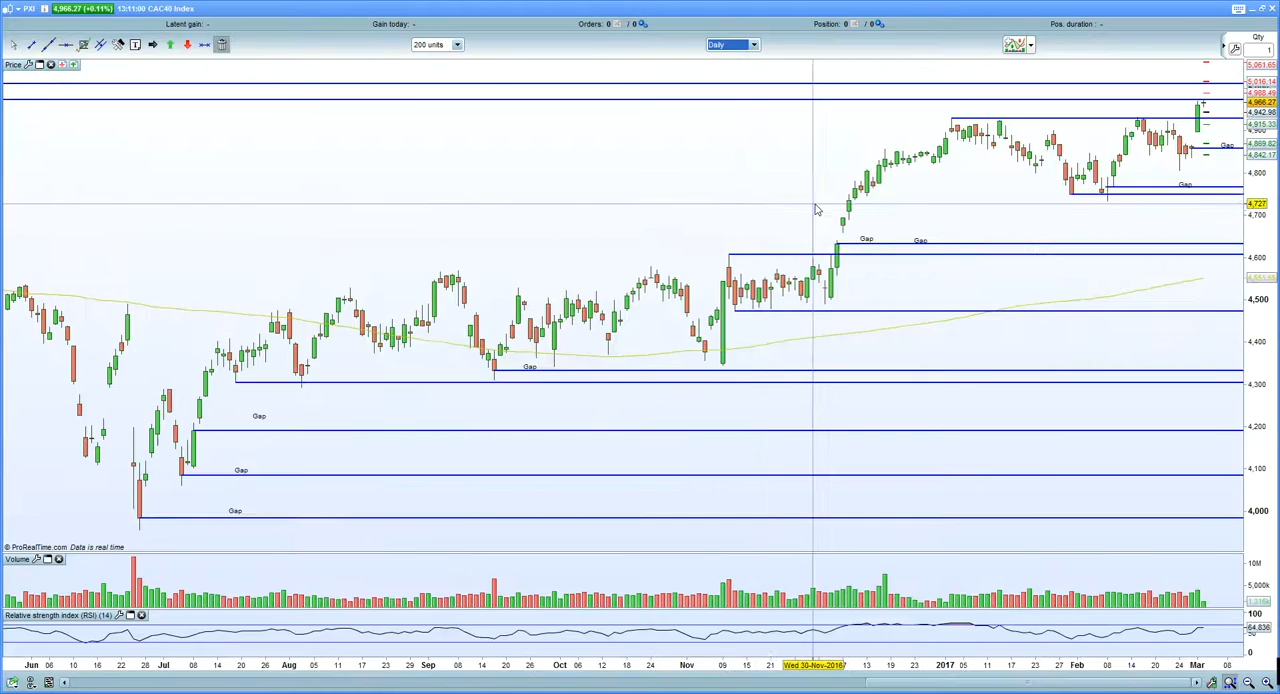 PXI 4,966.27 (+0.11%) 13:11:00 CAC40 Index
Latent gain: - Gain today: - Orders: 0 / 0 Position: 0 / 0 Pos. duration : -
200 units Daily Qty
1
Price
5,061.65
5,016.14
4,988.49
4,966.27
4,942.98
4,915.33
4,900
4,869.82
Gap
4,842.17
4,800
Gap
4,727
4,700
Gap Gap
4,600
4,500
4,400
Gap
4,300
Gap
4,200
Gap
4,100
Gap
4,000
© ProRealTime.com Data is real time
Volume
10M
5,000k
Relative strength index (RSI) (14)
100
64.836
50
0
Jun 06 10 16 22 28 Jul 08 14 20 26 Aug 05 11 17 23 Sep 08 14 20 26 Oct 06 12 18 24 Nov 09 15 21 Wed 30-Nov-2016 7 13 19 23 2017 05 11 17 23 27 Feb 08 14 20 24 Mar 08